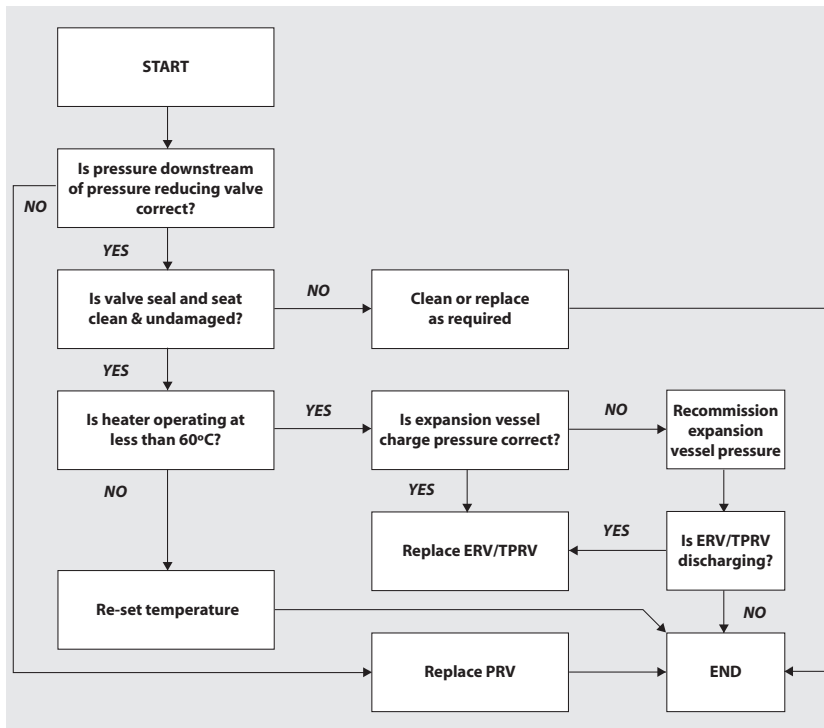 START
Is pressure downstream
of pressure reducing valve
correct?
NO
YES
Is valve seal and seat
clean & undamaged?
NO
Clean or replace
as required
YES
Is heater operating at
less than 60ºC?
YES
Is expansion vessel
charge pressure correct?
NO
Recommission
expansion
vessel pressure
NO
YES
Replace ERV/TPRV
YES
Is ERV/TPRV
discharging?
Re-set temperature
NO
Replace PRV
END